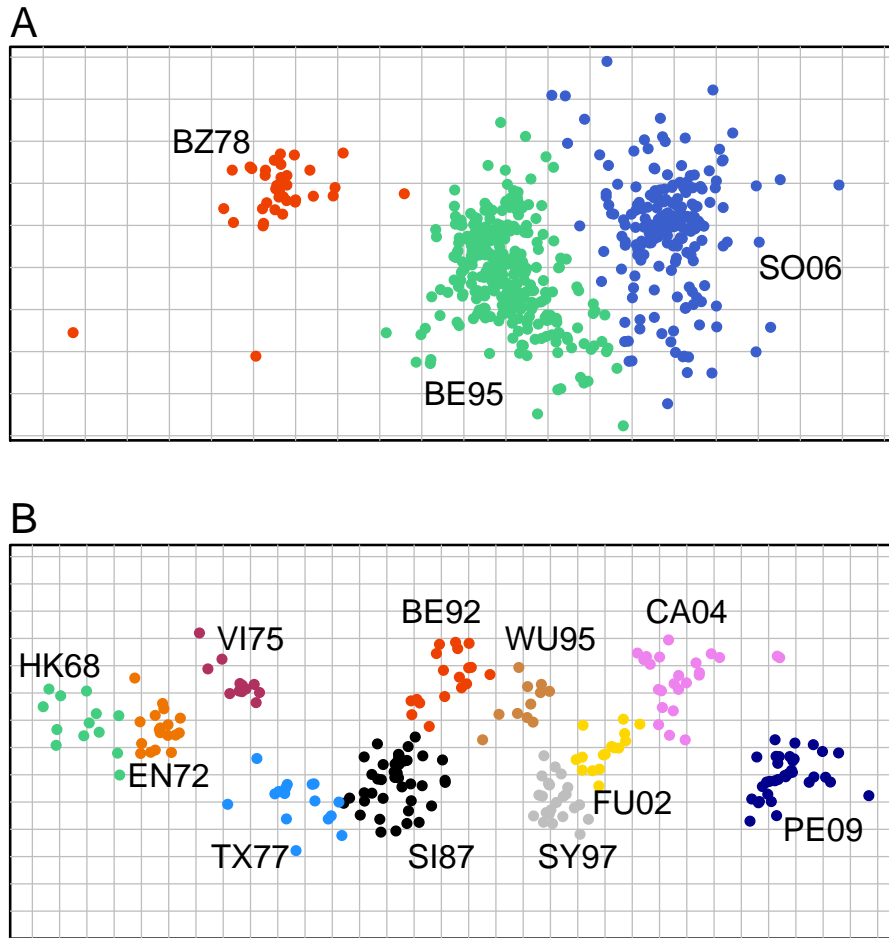 A
BZ78
SO06
BE95
B
BE92
CA04
VI75
WU95
HK68
EN72
FU02
PE09
TX77
SI87
SY97